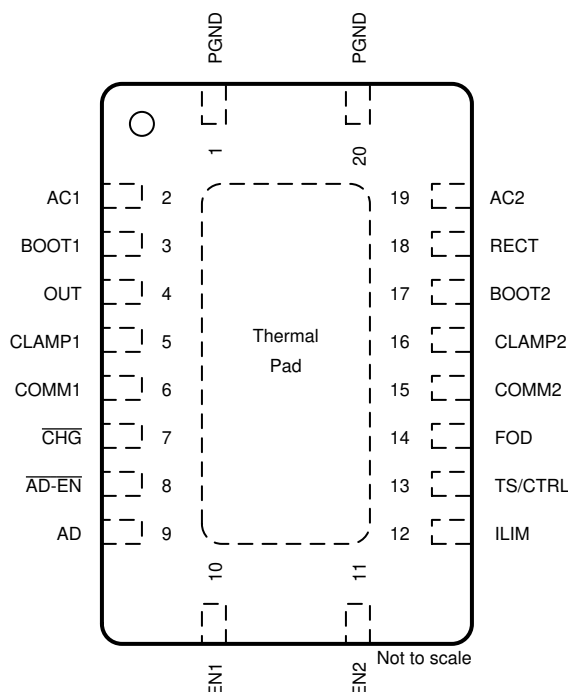 PGND
PGND
1
20
AC1 2
19 AC2
BOOT1 3
18 RECT
OUT 4
17 BOOT2
CLAMP1 5
16 CLAMP2
Thermal
Pad
COMM1 6
15 COMM2
CHG 7
14 FOD
AD-EN 8
13 TS/CTRL
AD 9
12 ILIM
10
11
EN1
EN2
Not to scale